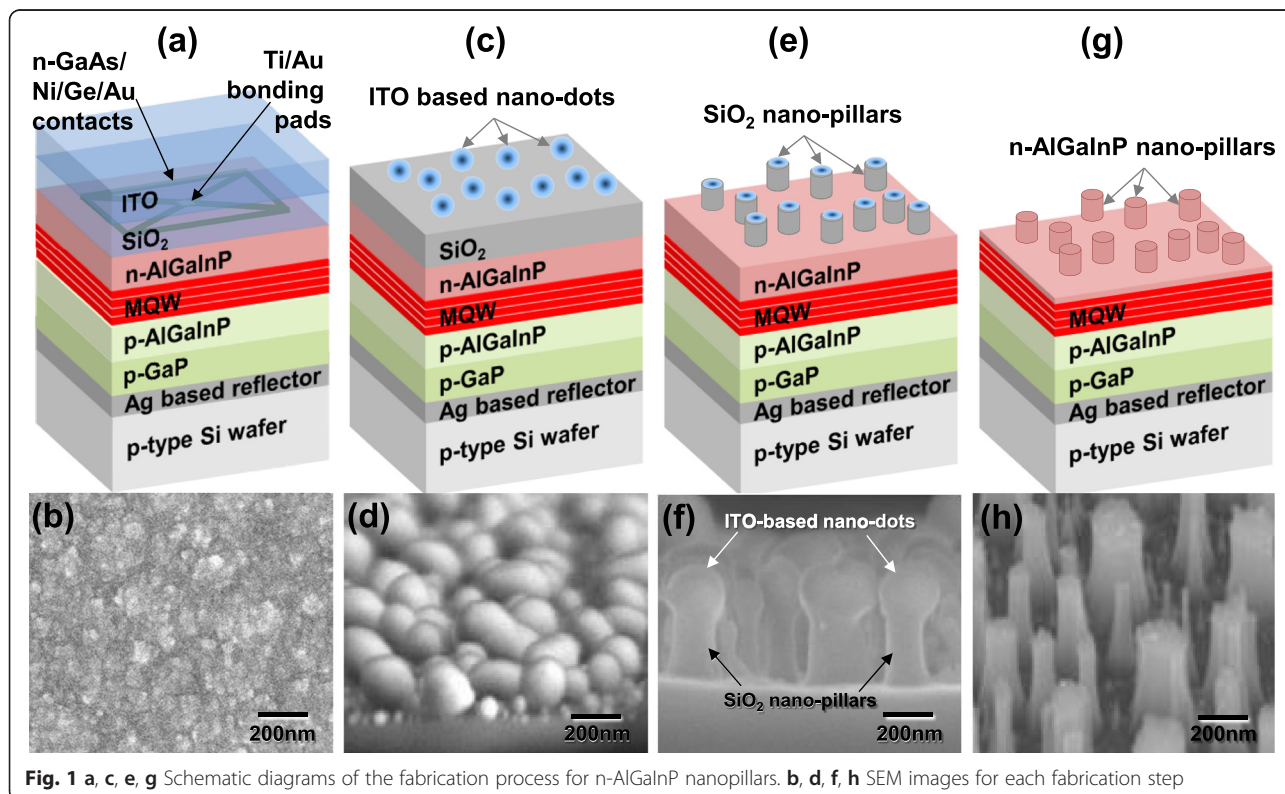 (a)
n-GaAs/
Ni/Ge/Au
contacts
Ti/Au
bonding
pads
ITO
SiO₂
n-AlGaInP
MQW
p-AlGaInP
p-GaP
Ag based reflector
p-type Si wafer
(c)
ITO based nano-dots
SiO₂
n-AlGaInP
MQW
p-AlGaInP
p-GaP
Ag based reflector
p-type Si wafer
(e)
SiO₂ nano-pillars
n-AlGaInP
MQW
p-AlGaInP
p-GaP
Ag based reflector
p-type Si wafer
(g)
n-AlGaInP nano-pillars
MQW
p-AlGaInP
p-GaP
Ag based reflector
p-type Si wafer
(b)
200nm
(d)
200nm
(f)
ITO-based nano-dots
SiO₂ nano-pillars
200nm
(h)
200nm
Fig. 1 a, c, e, g Schematic diagrams of the fabrication process for n-AlGaInP nanopillars. b, d, f, h SEM images for each fabrication step